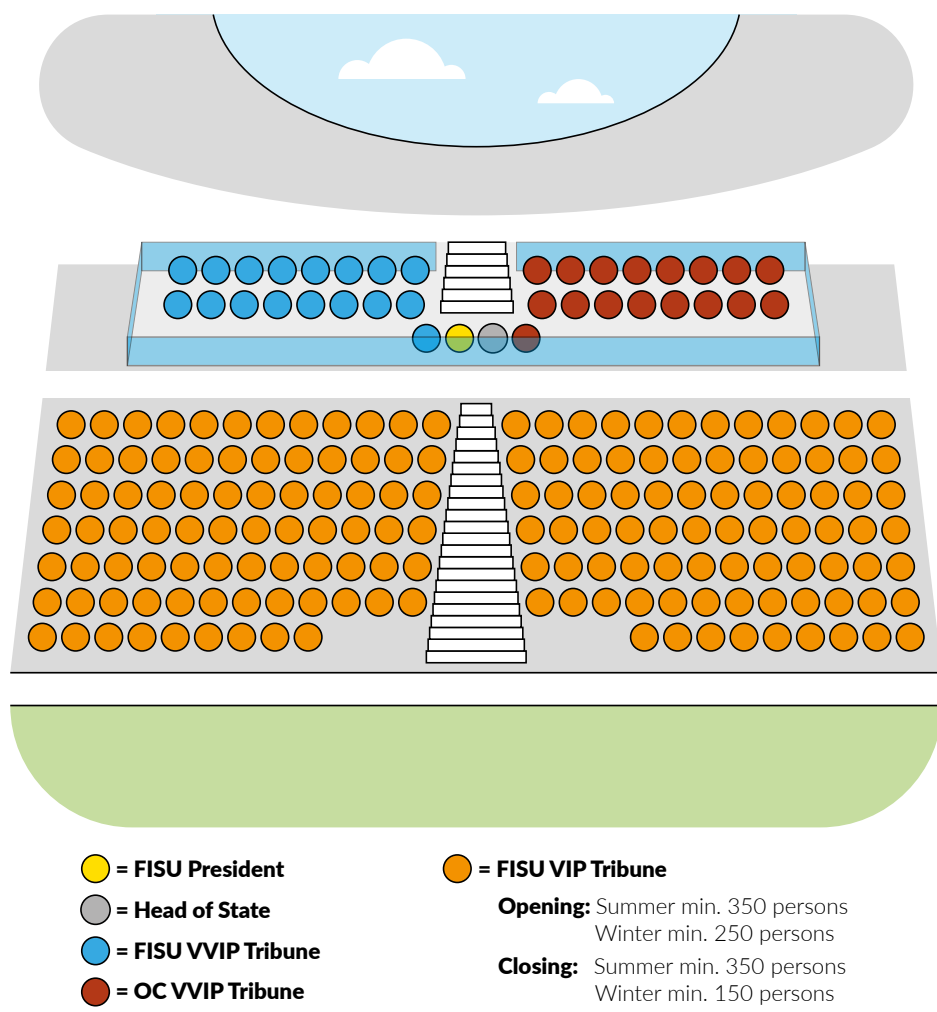 = FISU President
= Head of State
= FISU VVIP Tribune
= OC VVIP Tribune
= FISU VIP Tribune
Opening: Summer min. 350 persons
Winter min. 250 persons
Closing: Summer min. 350 persons
Winter min. 150 persons